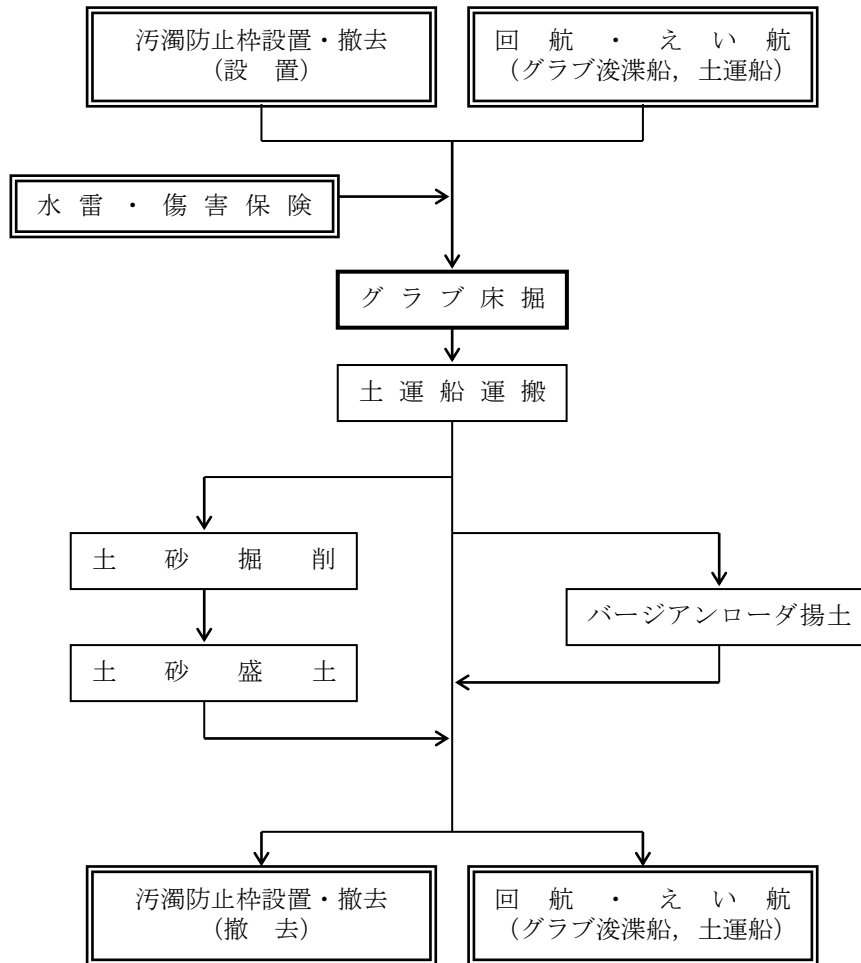 汚濁防止枠設置・撤去
(設　置)
回　航　・　え　い　航
(グラブ浚渫船, 土運船)
水 雷 ・ 傷 害 保 険
グ ラ ブ 床 掘
土 運 船 運 搬
土　砂　掘　削
バージアンローダ揚土
土　砂　盛　土
汚濁防止枠設置・撤去
(撤　去)
回　航　・　え　い　航
(グラブ浚渫船, 土運船)